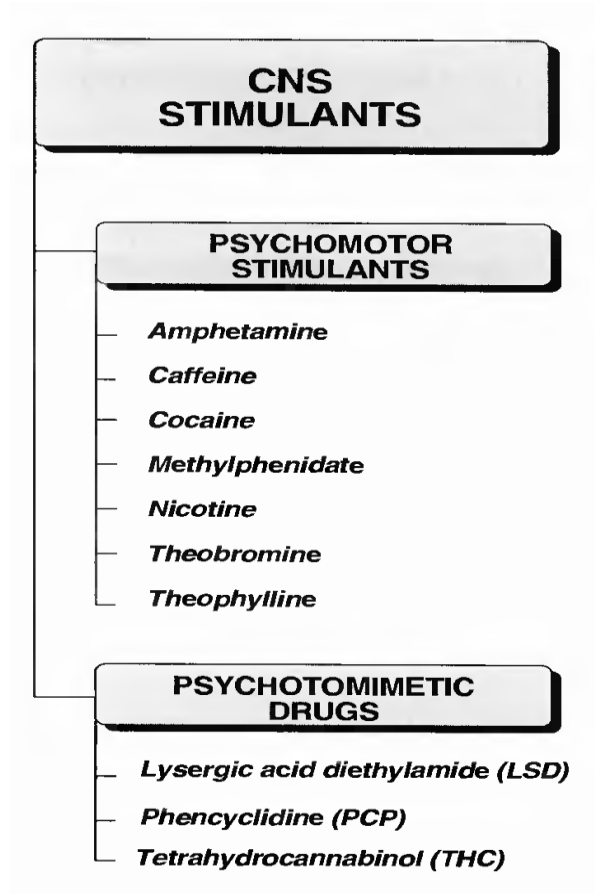 CNS
STIMULANTS
PSYCHOMOTOR
STIMULANTS
Amphetamine
Caffeine
Cocaine
Methylphenidate
Nicotine
Theobromine
Theophylline
PSYCHOTOMIMETIC
DRUGS
Lysergic acid diethylamide (LSD)
Phencyclidine (PCP)
Tetrahydrocannabinol (THC)